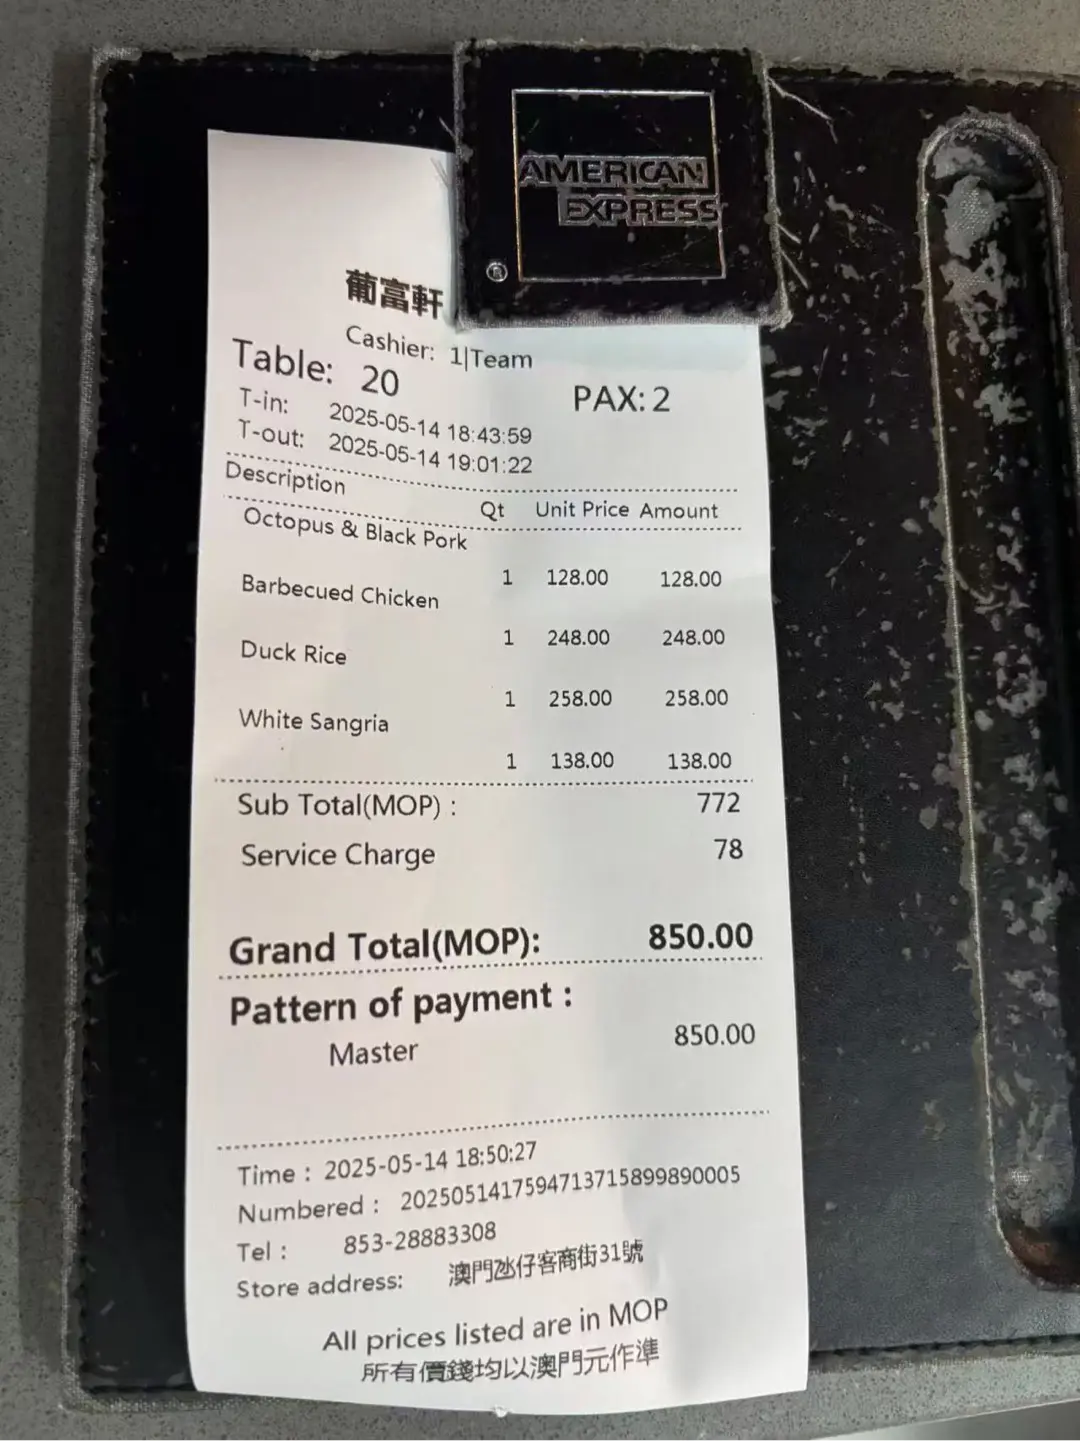 AMERICAN
EXPRESS
®
葡富軒
Cashier: 1|Team
Table: 20
PAX: 2
T-in: 2025-05-14 18:43:59
T-out: 2025-05-14 19:01:22
Description Qt Unit Price Amount
Octopus & Black Pork
1 128.00 128.00
Barbecued Chicken
1 248.00 248.00
Duck Rice
1 258.00 258.00
White Sangria
1 138.00 138.00
Sub Total(MOP) : 772
Service Charge 78
Grand Total(MOP): 850.00
Pattern of payment :
Master 850.00
Time : 2025-05-14 18:50:27
Numbered : 2025051417594713715899890005
Tel : 853-28883308
Store address: 澳門氹仔客商街31號
All prices listed are in MOP
所有價錢均以澳門元作準